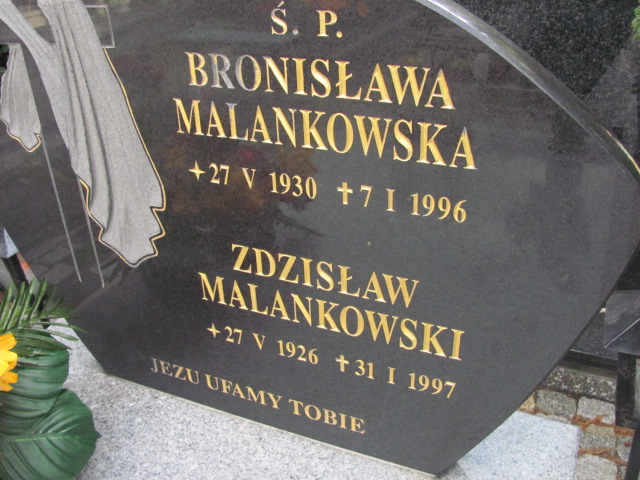 Ś. P.
BRONISŁAWA
MALANKOWSKA
✦27 V 1930 ✝7 I 1996
ZDZISŁAW
MALANKOWSKI
✦27 V 1926 ✝31 I 1997
JEZU UFAMY TOBIE